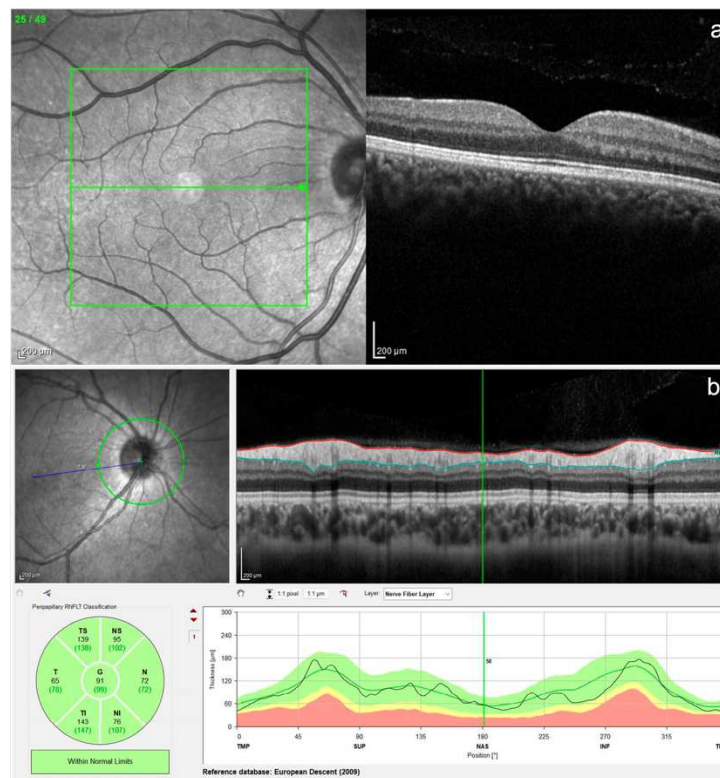 25 / 49
a
200 µm
200 µm
b
200 µm
200 µm
1:1 pixel
1:1 µm
Layer:
Nerve Fiber Layer
Peripapillary RNFLT Classification
TS
139
(138)
NS
95
(102)
T
65
(78)
G
91
(99)
N
72
(72)
TI
143
(147)
NI
76
(107)
Within Normal Limits
Thickness [µm]
300
240
180
120
60
0
0
45
90
135
180
225
270
315
TMP
SUP
NAS
INF
Position [°]
Reference database: European Descent (2009)